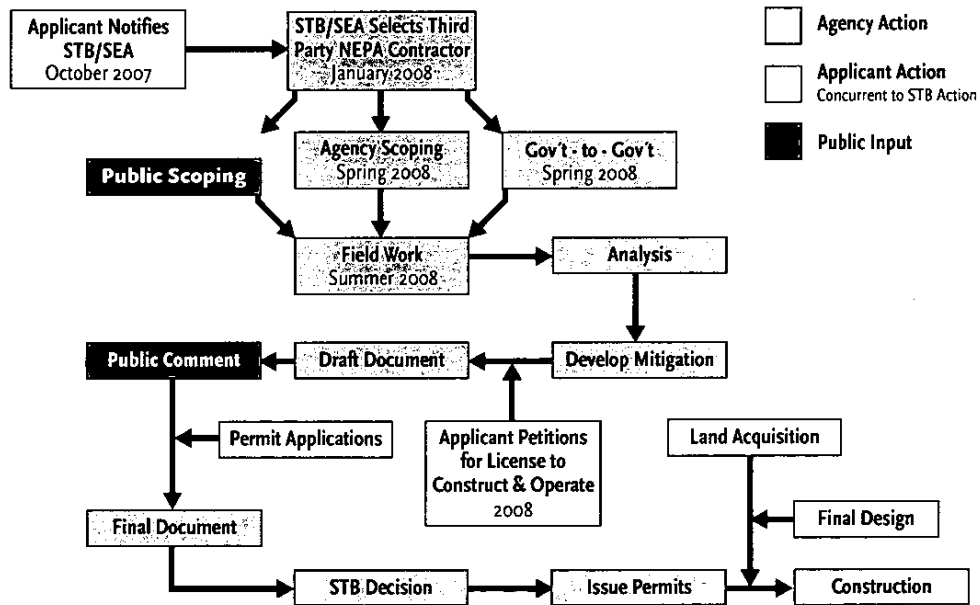 Applicant Notifies
STB/SEA
October 2007
STB/SEA Selects Third
Party NEPA Contractor
January 2008
Agency Action
Applicant Action
Concurrent to STB Action
Public Input
Public Scoping
Agency Scoping
Spring 2008
Gov't - to - Gov't
Spring 2008
Field Work
Summer 2008
Analysis
Public Comment
Draft Document
Develop Mitigation
Permit Applications
Applicant Petitions
for License to
Construct & Operate
2008
Land Acquisition
Final Document
Final Design
STB Decision
Issue Permits
Construction